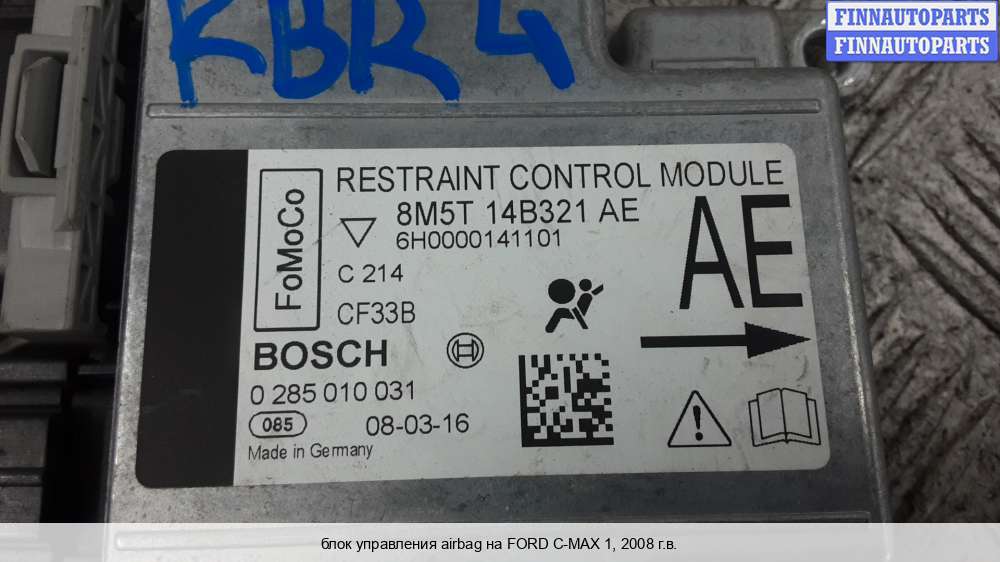 FINNAUTOPARTS
FINNAUTOPARTS
KBR4
RESTRAINT CONTROL MODULE
8M5T 14B321 AE
6H0000141101
FoMoCo
C 214
CF33B
AE
BOSCH
0 285 010 031
085
08-03-16
Made in Germany
блок управления airbag на FORD C-MAX 1, 2008 г.в.